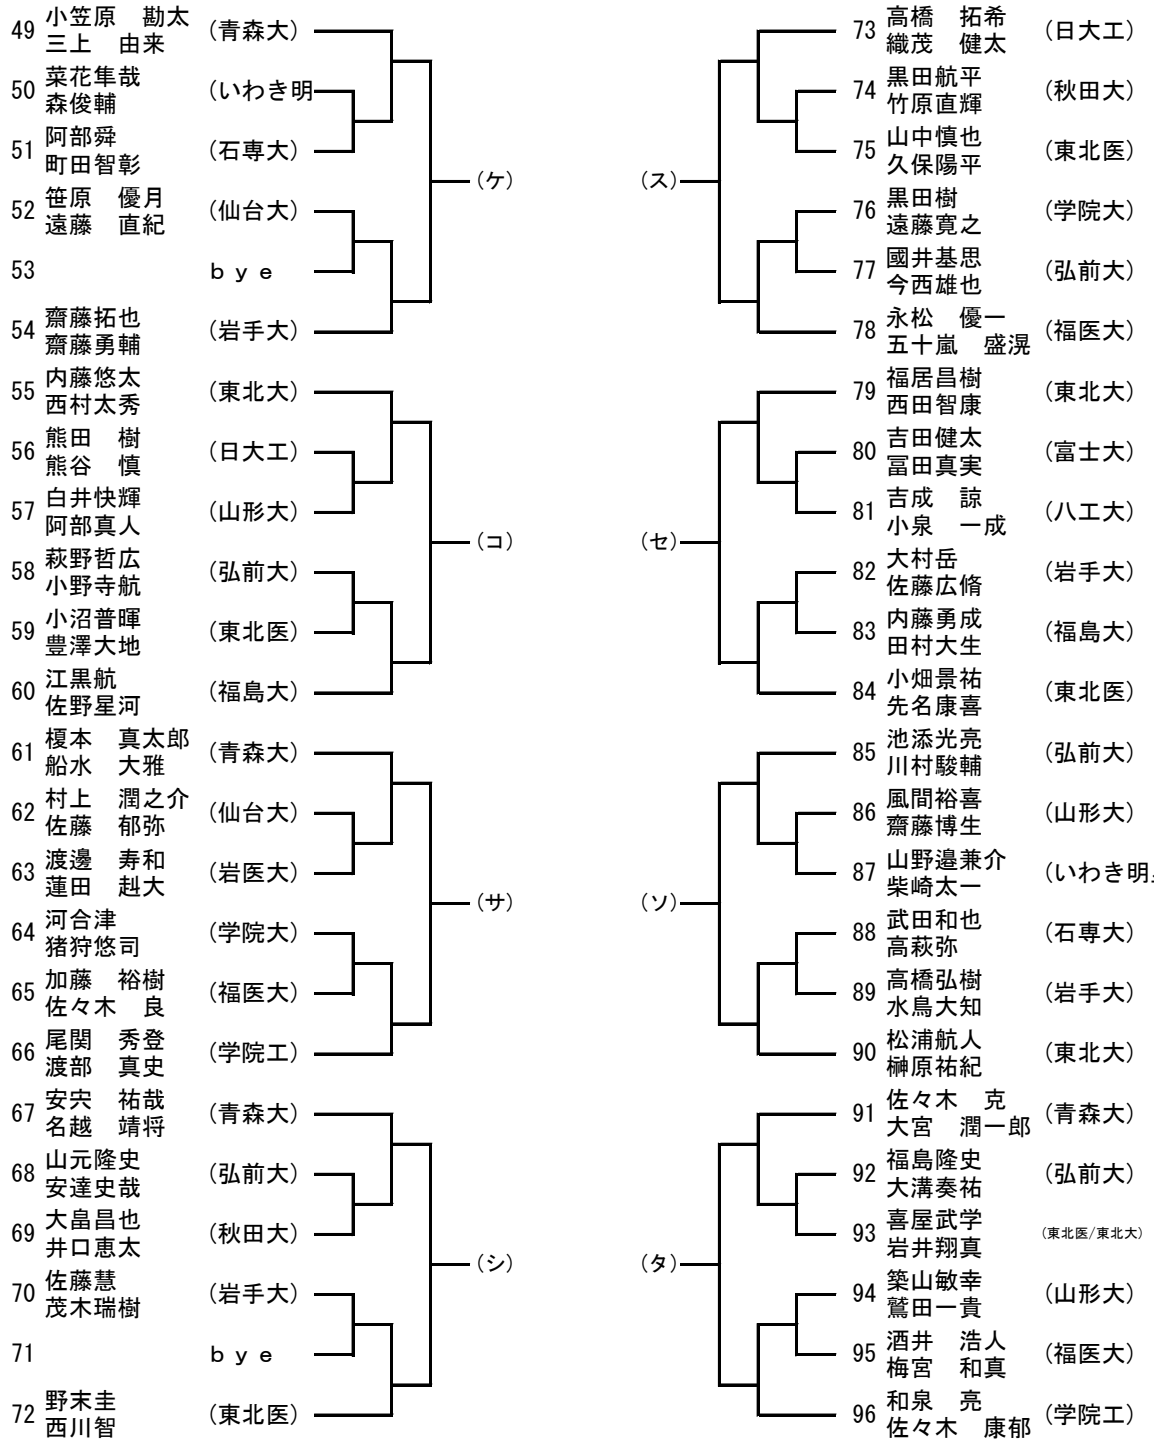 49 小笠原　勘太 (青森大)
三上　由来
50 菜花隼哉 (いわき明
森俊輔
51 阿部舜 (石専大)
町田智彰
(ケ)
52 笹原　優月 (仙台大)
遠藤　直紀
53 ｂｙｅ
54 齋藤拓也 (岩手大)
齋藤勇輔
55 内藤悠太 (東北大)
西村太秀
56 熊田　樹 (日大工)
熊谷　慎
57 白井快輝 (山形大)
阿部真人
(コ)
58 萩野哲広 (弘前大)
小野寺航
59 小沼普暉 (東北医)
豊澤大地
60 江黒航 (福島大)
佐野星河
61 榎本　真太郎 (青森大)
船水　大雅
62 村上　潤之介 (仙台大)
佐藤　郁弥
63 渡邊　寿和 (岩医大)
蓮田　赳大
(サ)
64 河合津 (学院大)
猪狩悠司
65 加藤　裕樹 (福医大)
佐々木　良
66 尾関　秀登 (学院工)
渡部　真史
67 安宍　祐哉 (青森大)
名越　靖将
68 山元隆史 (弘前大)
安達史哉
69 大畠昌也 (秋田大)
井口恵太
(シ)
70 佐藤慧 (岩手大)
茂木瑞樹
71 ｂｙｅ
72 野末圭 (東北医)
西川智
73 高橋　拓希 (日大工)
織茂　健太
74 黒田航平 (秋田大)
竹原直輝
75 山中慎也 (東北医)
久保陽平
(ス)
76 黒田樹 (学院大)
遠藤寛之
77 國井基思 (弘前大)
今西雄也
78 永松　優一 (福医大)
五十嵐　盛滉
79 福居昌樹 (東北大)
西田智康
80 吉田健太 (富士大)
冨田真実
81 吉成　諒 (八工大)
小泉　一成
(セ)
82 大村岳 (岩手大)
佐藤広脩
83 内藤勇成 (福島大)
田村大生
84 小畑景祐 (東北医)
先名康喜
85 池添光亮 (弘前大)
川村駿輔
86 風間裕喜 (山形大)
齋藤博生
87 山野邉兼介 (いわき明
柴崎太一
(ソ)
88 武田和也 (石専大)
高萩弥
89 高橋弘樹 (岩手大)
水鳥大知
90 松浦航人 (東北大)
榊原祐紀
91 佐々木　克 (青森大)
大宮　潤一郎
92 福島隆史 (弘前大)
大溝奏祐
93 喜屋武学 (東北医/東北大)
岩井翔真
(タ)
94 築山敏幸 (山形大)
鷲田一貴
95 酒井　浩人 (福医大)
梅宮　和真
96 和泉　亮 (学院工)
佐々木　康郁